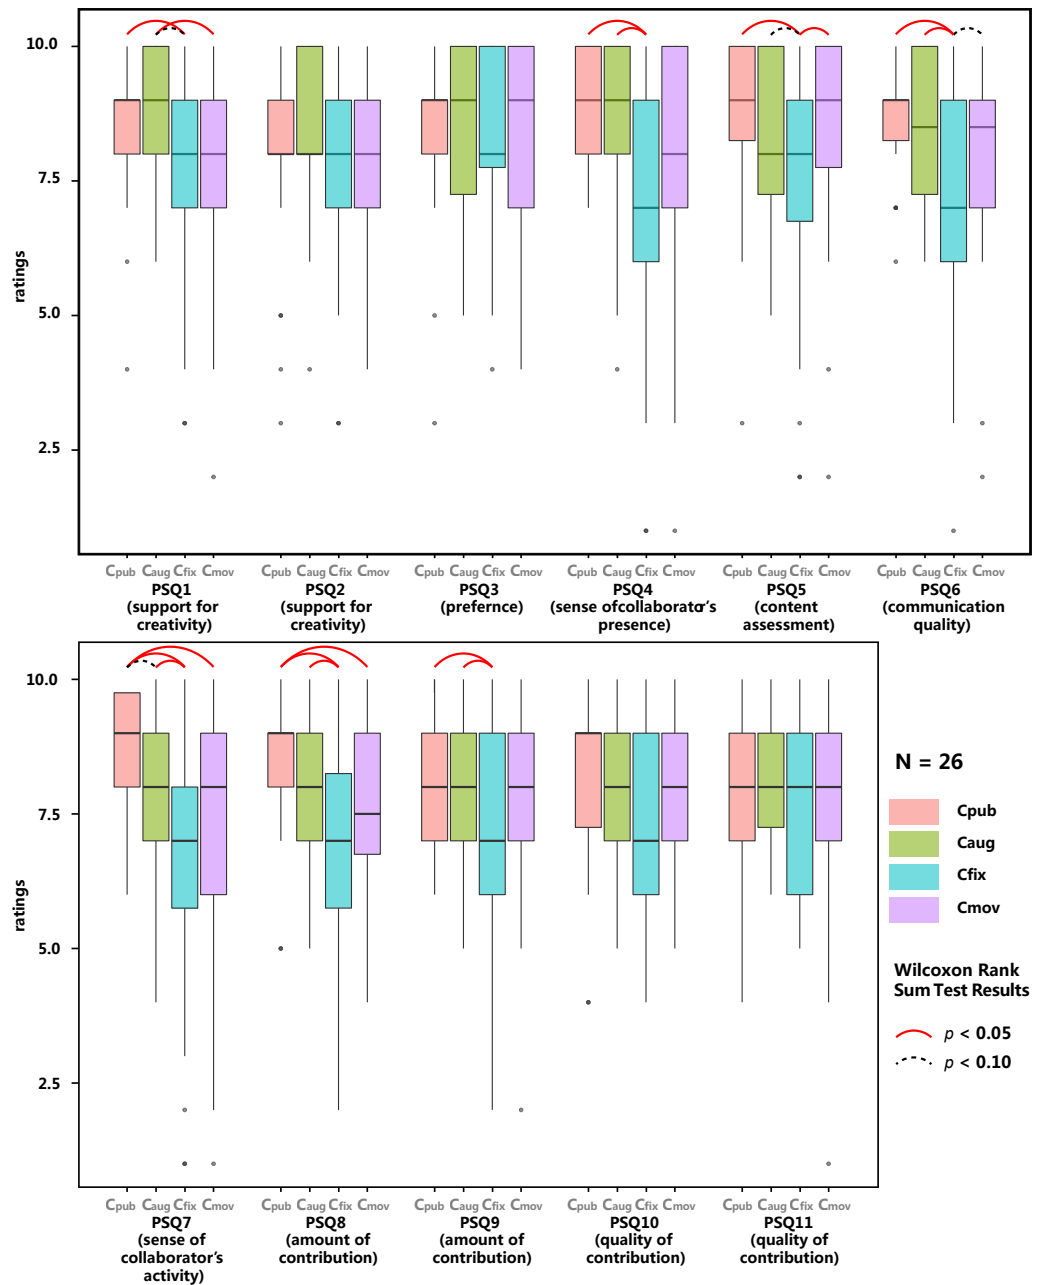 10.0
7.5
5.0
2.5
ratings
Cpub Caug Cfix Cmov Cpub Caug Cfix Cmov Cpub Caug Cfix Cmov Cpub Caug Cfix Cmov Cpub Caug Cfix Cmov Cpub Caug Cfix Cmov
PSQ1
(support for
creativity)
PSQ2
(support for
creativity)
PSQ3
(prefernce)
PSQ4
(sense ofcollaborator's
presence)
PSQ5
(content
assessment)
PSQ6
(communication
quality)
10.0
7.5
5.0
2.5
ratings
Cpub Caug Cfix Cmov Cpub Caug Cfix Cmov Cpub Caug Cfix Cmov Cpub Caug Cfix Cmov Cpub Caug Cfix Cmov
PSQ7
(sense of
collaborator's
activity)
PSQ8
(amount of
contribution)
PSQ9
(amount of
contribution)
PSQ10
(quality of
contribution)
PSQ11
(quality of
contribution)
N = 26
Cpub
Caug
Cfix
Cmov
Wilcoxon Rank
Sum Test Results
p < 0.05
p < 0.10